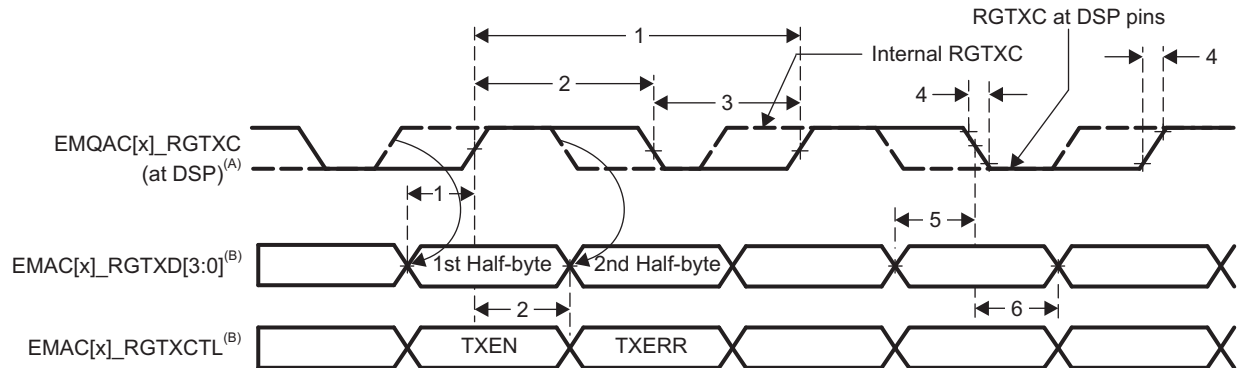 RGTXC at DSP pins
1
Internal RGTXC
4
2
4
3
EMQAC[x]_RGTXC
(at DSP)(A)
1
5
EMAC[x]_RGTXD[3:0](B)
1st Half-byte
2nd Half-byte
2
6
EMAC[x]_RGTXCTL(B)
TXEN
TXERR